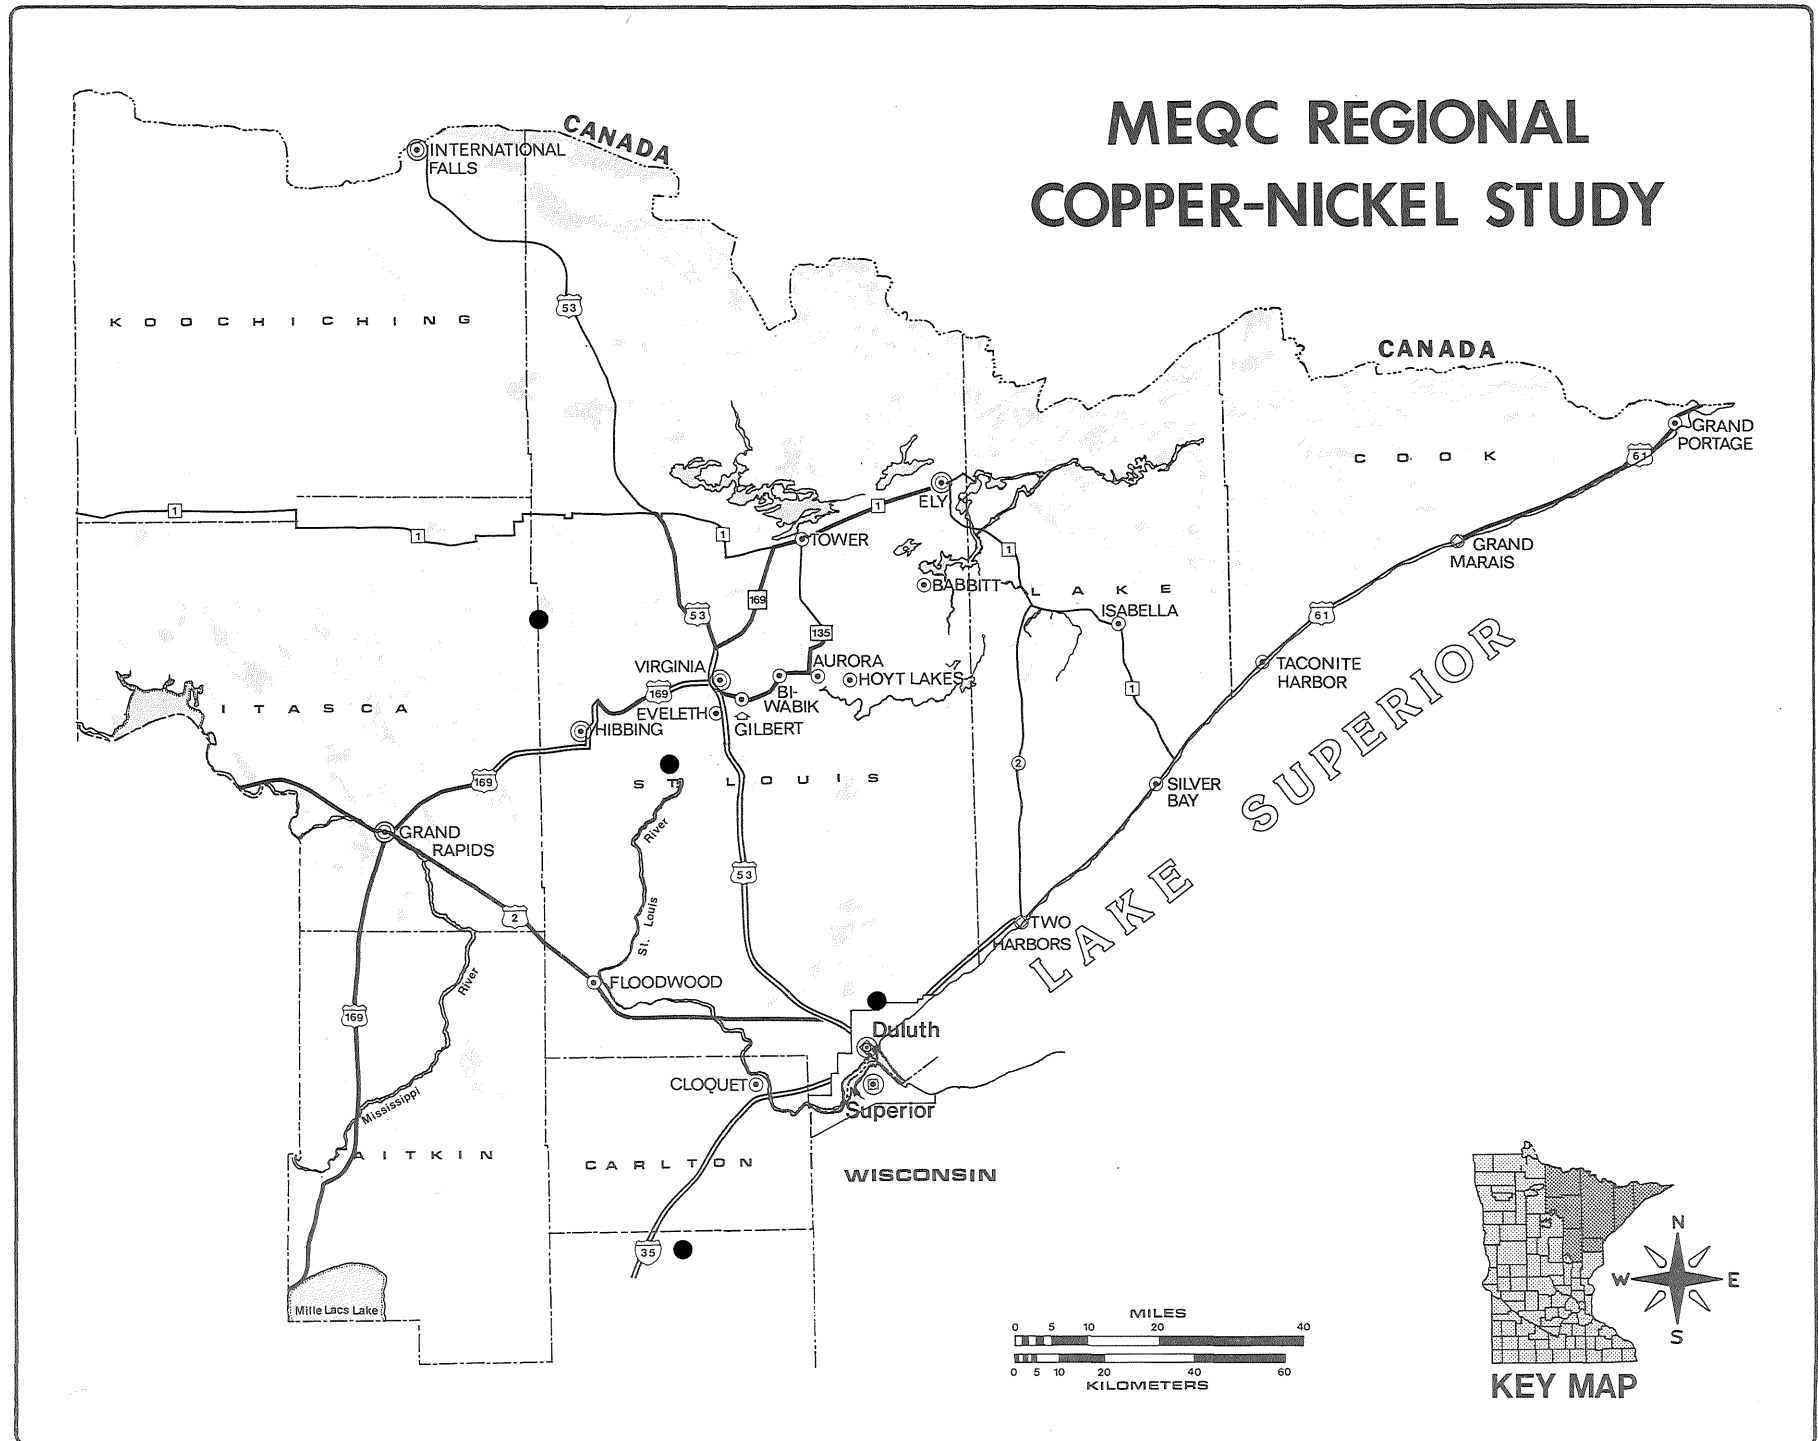 MEQC REGIONAL
COPPER-NICKEL STUDY
CANADA
INTERNATIONAL
FALLS
53
KOOCHICHING
CANADA
GRAND
PORTAGE
61
COOK
ELY
1
1
1
1
TOWER
1
GRAND
MARAIS
BABBITT
LAKE
169
53
ISABELLA
61
135
VIRGINIA
AURORA
HOYT LAKES
TACONITE
HARBOR
169
BI-
WABIK
1
ITASCA
EVELETH
GILBERT
HIBBING
169
ST. LOUIS
2
SILVER
BAY
GRAND
RAPIDS
River
St. Louis
53
LAKE SUPERIOR
2
TWO
HARBORS
River
FLOODWOOD
169
Duluth
CLOQUET
Mississippi
Superior
AITKIN
CARLTON
WISCONSIN
35
Mille Lacs Lake
MILES
0 5 10 20 40
0 5 10 20 40 60
KILOMETERS
N
W E
S
KEY MAP